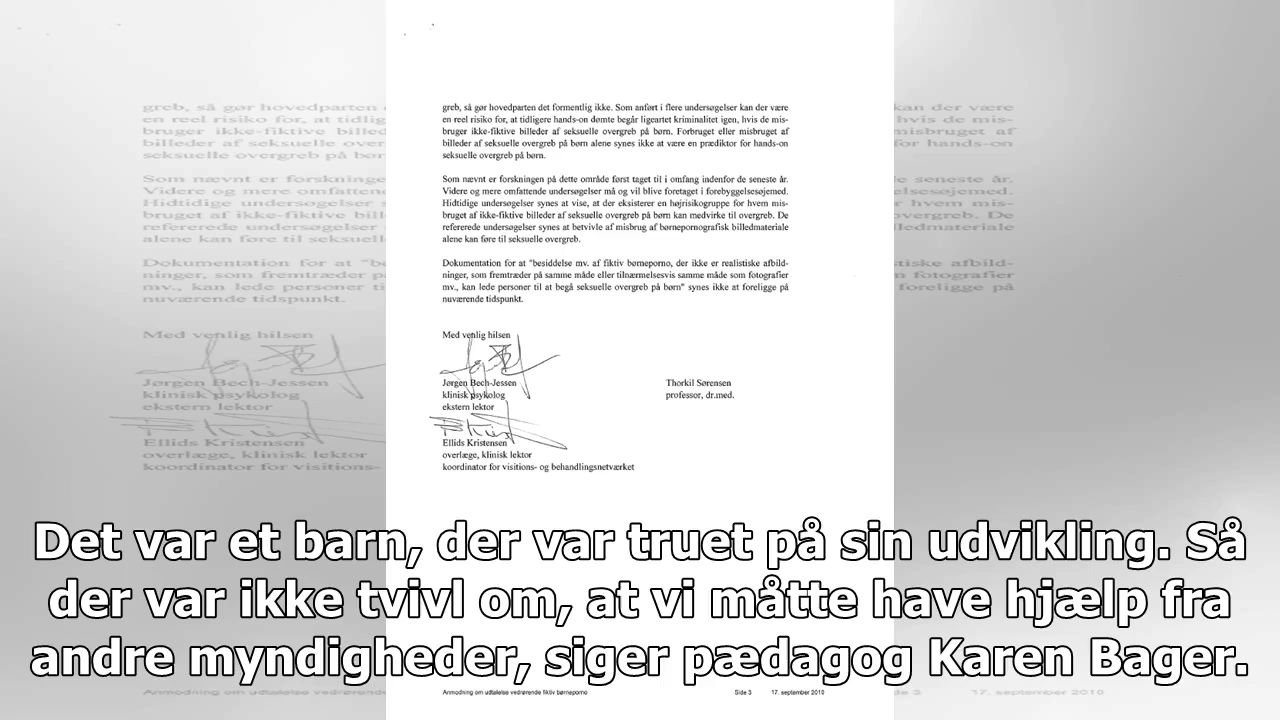 greb, så gør hovedparten det formentlig ikke. Som anført i flere undersøgelser kan der være
en reel risiko for, at tidligere hands-on dømte begår ligeartet kriminalitet igen, hvis de mis-
bruger ikke-fiktive billeder af seksuelle overgreb på børn. Forbruget eller misbruget af
billeder af seksuelle overgreb på børn alene synes ikke at være en prædiktor for hands-on
seksuelle overgreb på børn.
Som nævnt er forskningen på dette område først taget til i omfang indenfor de seneste år.
Videre og mere omfattende undersøgelser må og vil blive foretaget i forebyggelsesøjemed.
Hidtidige undersøgelser synes at vise, at der eksisterer en højrisikogruppe for hvem mis-
bruget af ikke-fiktive billeder af seksuelle overgreb på børn kan medvirke til overgreb. De
refererede undersøgelser synes at betvivle af misbrug af børnepornografisk billedmateriale
alene kan føre til seksuelle overgreb.
Dokumentation for at "besiddelse mv. af fiktiv børneporno, der ikke er realistiske afbild-
ninger, som fremtræder på samme måde eller tilnærmelsesvis samme måde som fotografier
mv., kan lede personer til at begå seksuelle overgreb på børn" synes ikke at foreligge på
nuværende tidspunkt.
Med venlig hilsen
Jørgen Bech-Jessen
klinisk psykolog
ekstern lektor
Thorkil Sørensen
professor, dr.med.
Ellids Kristensen
overlæge, klinisk lektor
koordinator for visitions- og behandlingsnetværket
Det var et barn, der var truet på sin udvikling. Så
der var ikke tvivl om, at vi måtte have hjælp fra
andre myndigheder, siger pædagog Karen Bager.
Anmodning om udtalelse vedrørende fiktiv børneporno Side 3 17. september 2010